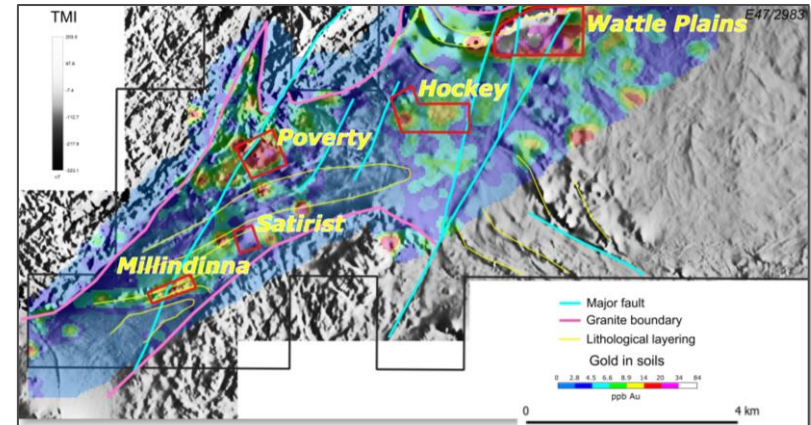 TMI
E47/2983
Wattle Plains
Hockey
Poverty
Satirist
Millindinna
Major fault
Granite boundary
Lithological layering
Gold in soils
0 2.8 4.5 6.6 8.9 14 20 34 84
ppb Au
0 4 km